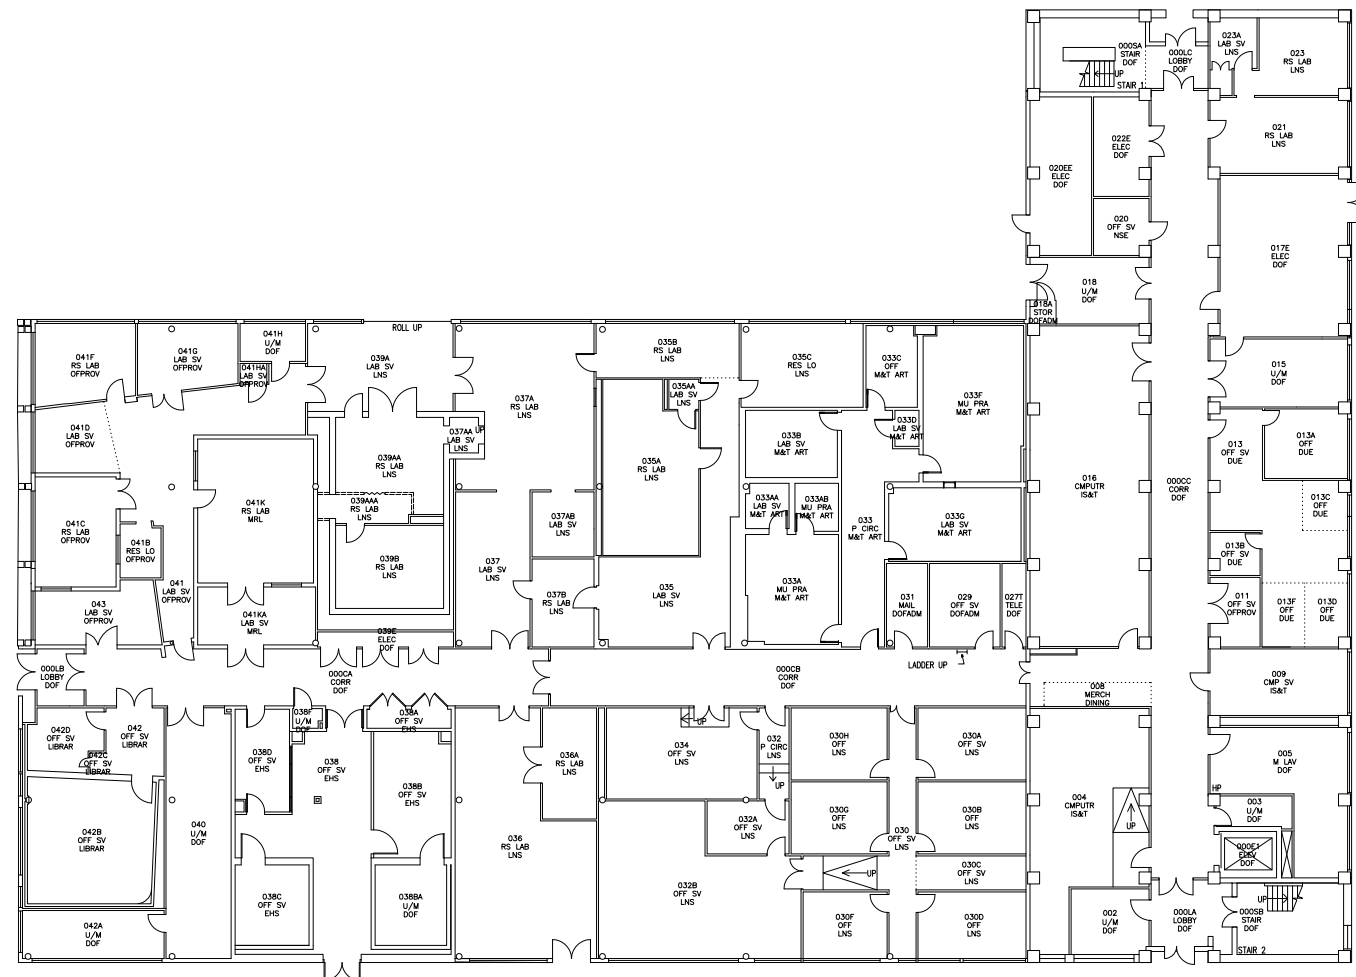 000SA
STAIR
DOF
UP
STAIR 1
000LC
LOBBY
DOF
023A
LAB SV
LNS
023
RS LAB
LNS
022E
ELEC
DOF
021
RS LAB
LNS
020EE
ELEC
DOF
020
OFF SV
NSE
017E
ELEC
DOF
018
U/M
DOF
018A
STOR
DOFADM
041F
RS LAB
OFPROV
041G
LAB SV
OFPROV
041H
U/M
DOF
041HA
LAB SV
OFPROV
ROLL UP
039A
LAB SV
LNS
037A
RS LAB
LNS
035B
RS LAB
LNS
035C
RES LO
LNS
033C
OFF
M&T ART
033F
MU PRA
M&T ART
015
U/M
DOF
035AA
LAB SV
LNS
041D
LAB SV
OFPROV
037AA
LAB SV
LNS
UP
033B
LAB SV
M&T ART
033D
LAB SV
M&T ART
013
OFF SV
DUE
013A
OFF
DUE
039AA
RS LAB
LNS
035A
RS LAB
LNS
016
CMPUTR
IS&T
000CC
CORR
DOF
013C
OFF
DUE
041K
RS LAB
MRL
039AAA
RS LAB
LNS
033AA
LAB SV
M&T ART
033AB
MU PRA
M&T ART
033
P CIRC
M&T ART
033G
LAB SV
M&T ART
041C
RS LAB
OFPROV
041B
RES LO
OFPROV
037AB
LAB SV
LNS
013B
OFF SV
DUE
039B
RS LAB
LNS
037
LAB SV
LNS
033A
MU PRA
M&T ART
041
LAB SV
OFPROV
035
LAB SV
LNS
037B
RS LAB
LNS
031
MAIL
DOFADM
029
OFF SV
DOFADM
027T
TELE
DOF
011
OFF SV
OFPROV
013F
OFF
DUE
013D
OFF
DUE
043
LAB SV
OFPROV
041KA
LAB SV
MRL
039E
ELEC
DOF
000LB
LOBBY
DOF
000CA
CORR
DOF
000CB
CORR
DOF
LADDER UP
008
MERCH
DINING
009
CMP SV
IS&T
042D
OFF SV
LIBRAR
042
OFF SV
LIBRAR
042C
OFF SV
LIBRAR
038F
U/M
DOF
038A
OFF SV
EHS
UP
038D
OFF SV
EHS
038
OFF SV
EHS
036A
RS LAB
LNS
034
OFF SV
LNS
032
P CIRC
LNS
UP
030H
OFF
LNS
030A
OFF SV
LNS
005
M LAV
DOF
038B
OFF SV
EHS
HP
004
CMPUTR
IS&T
003
U/M
DOF
042B
OFF SV
LIBRAR
040
U/M
DOF
036
RS LAB
LNS
032A
OFF SV
LNS
030G
OFF
LNS
030
OFF SV
LNS
030B
OFF
LNS
UP
000E1
ELEV
DOF
030C
OFF SV
LNS
UP
038C
OFF SV
EHS
038BA
U/M
DOF
032B
OFF SV
LNS
042A
U/M
DOF
030F
OFF
LNS
030D
OFF
LNS
002
U/M
DOF
000LA
LOBBY
DOF
UP
000SB
STAIR
DOF
STAIR 2